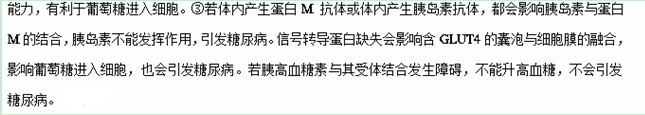 能力，有利于葡萄糖进入细胞。③若体内产生蛋白 M 抗体或体内产生胰岛素抗体，都会影响胰岛素与蛋白
M 的结合，胰岛素不能发挥作用，引发糖尿病。信号转导蛋白缺失会影响含 GLUT4 的囊泡与细胞膜的融合，
影响葡萄糖进入细胞，也会引发糖尿病。若胰高血糖素与其受体结合发生障碍，不能升高血糖，不会引发
糖尿病。